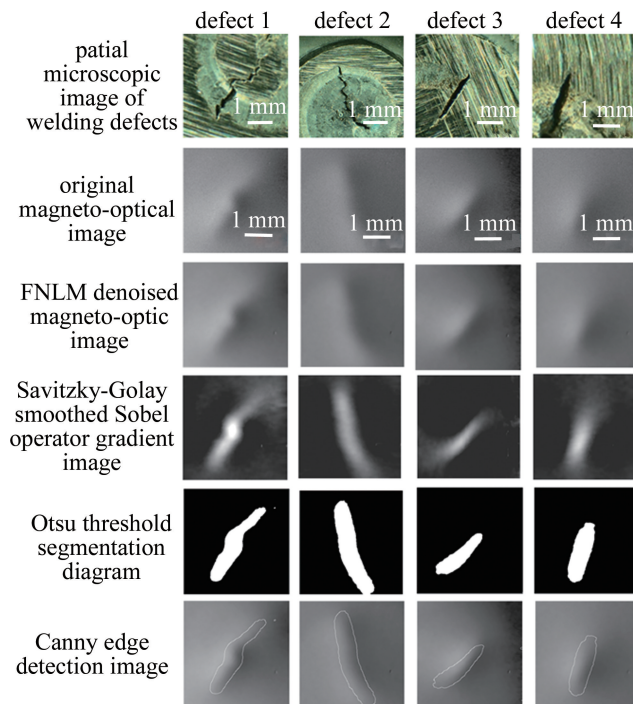 defect 1 defect 2 defect 3 defect 4
patial
microscopic
image of
welding defects
1 mm 1 mm 1 mm 1 mm
original
magneto-optical
image
1 mm 1 mm 1 mm 1 mm
FNLM denoised
magneto-optic
image
Savitzky-Golay
smoothed Sobel
operator gradient
image
Otsu threshold
segmentation
diagram
Canny edge
detection image